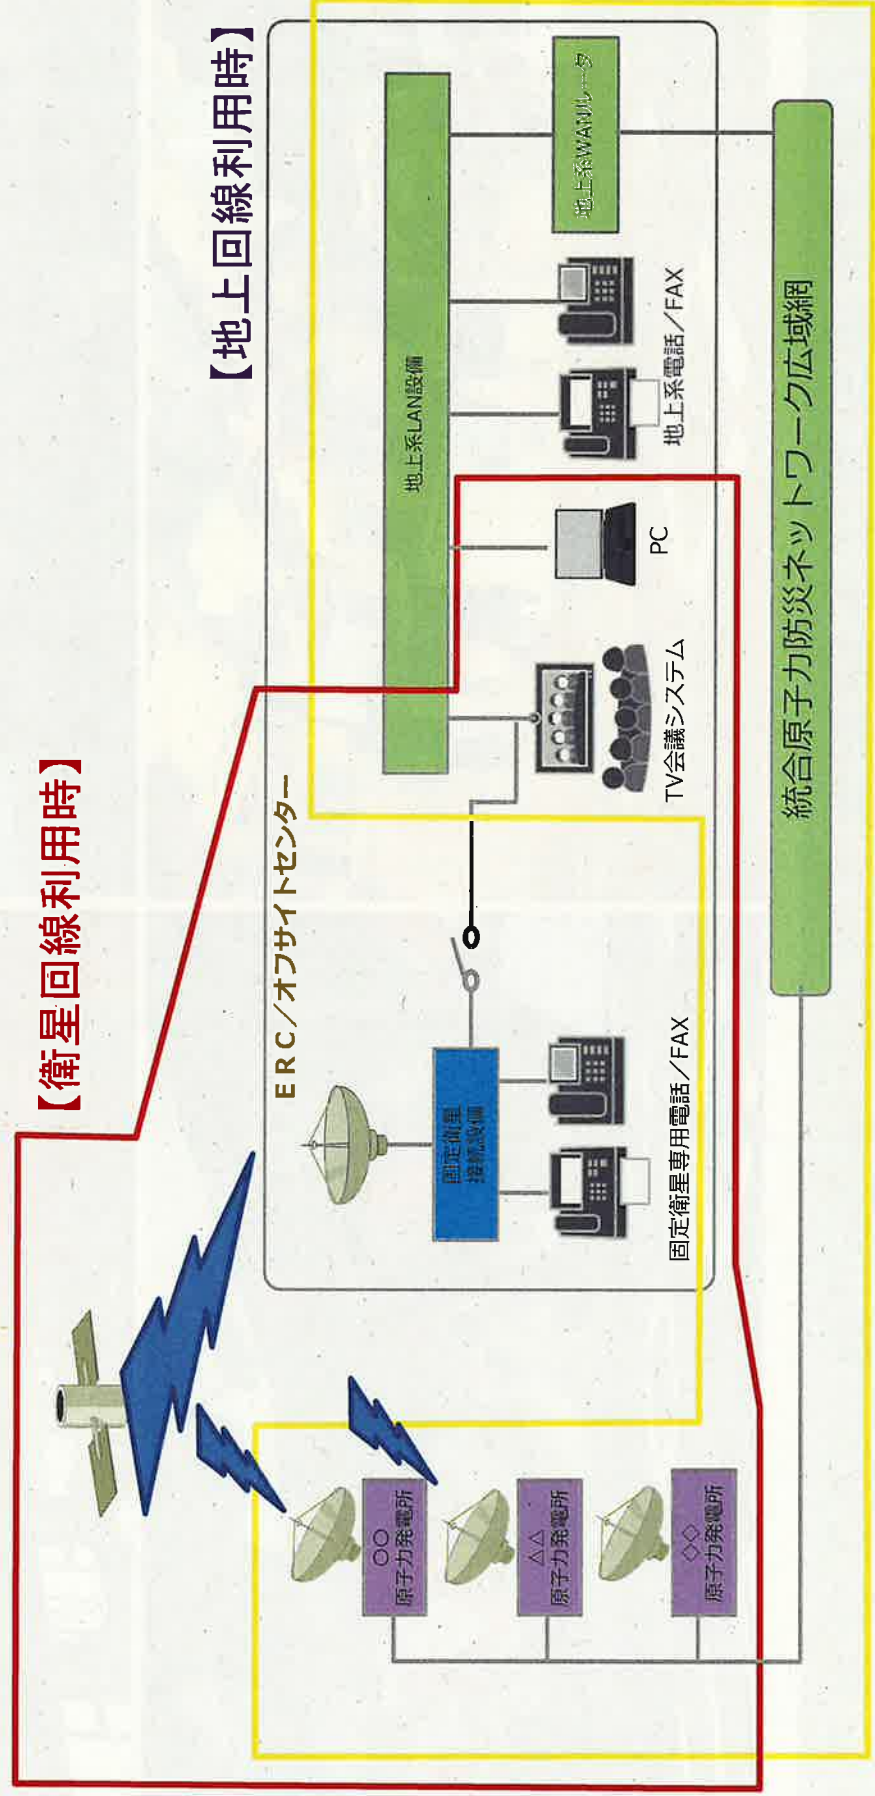 【衛星回線利用時】
【地上回線利用時】
ERC／オフサイトセンター
地上系LAN設備
地上系WANルータ
固定衛星
接続設備
固定衛星専用電話／FAX
TV会議システム
PC
地上系電話／FAX
○○
原子力発電所
△△
原子力発電所
◇◇
原子力発電所
統合原子力防災ネットワーク広域網